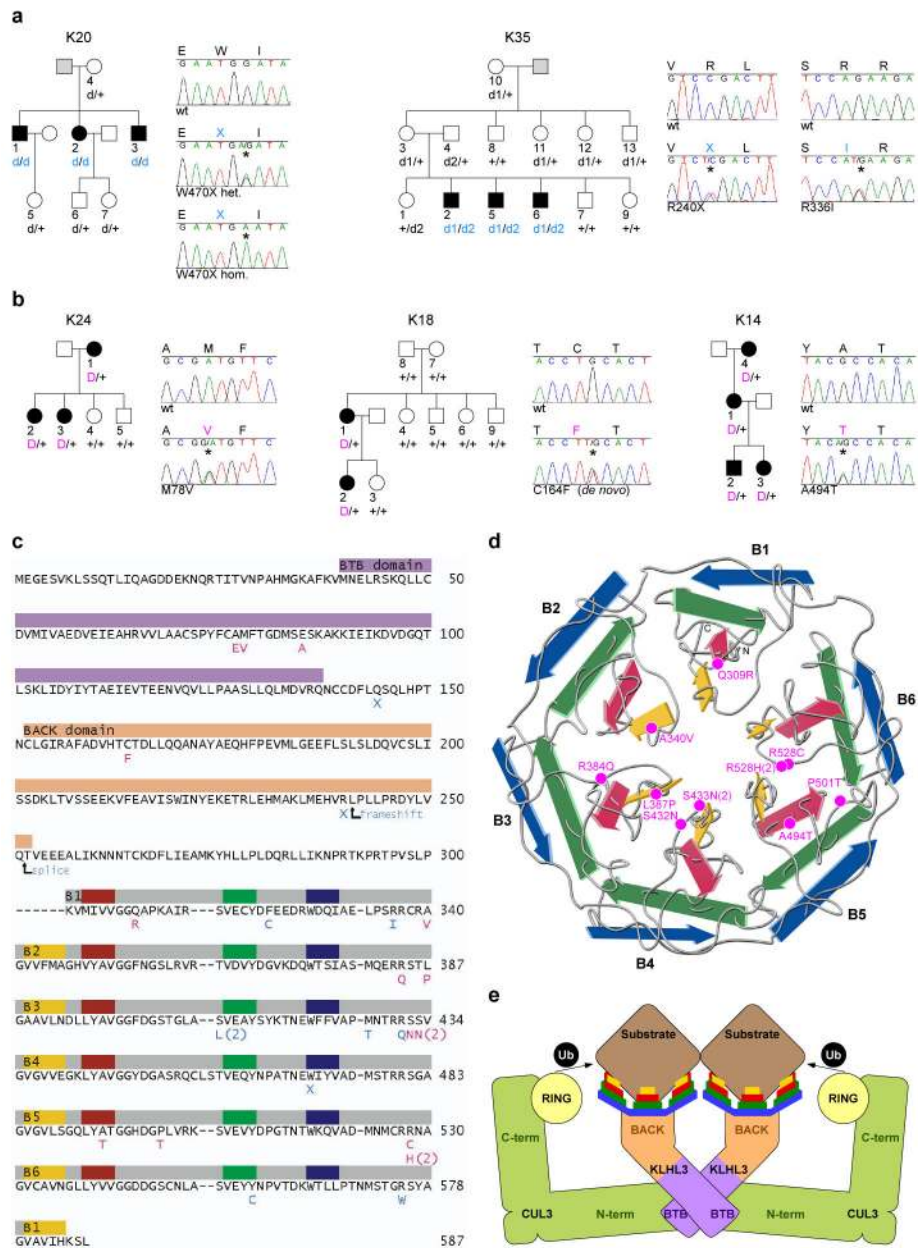 a
K20
4
d/+
1
d/d
2
d/d
3
d/d
5
d/+
6
d/+
7
d/+
E W I
G A A T G G A T A
wt
E X I
G A A T G A/G A T A
*
W470X het.
E X I
G A A T G A A T A
*
W470X hom.
K35
10
d1/+
3
d1/+
4
d2/+
8
+/+
11
d1/+
12
d1/+
13
d1/+
1
+/d2
2
d1/d2
5
d1/d2
6
d1/d2
7
+/+
9
+/+
V R L
G T C C G A C T T
wt
V X L
G T C T/C G A C T T
*
R240X
S R R
T C C A G A A G A
wt
S I R
T C C A T/G A A G A
*
R336I
b
K24
1
D/+
2
D/+
3
D/+
4
+/+
5
+/+
A M F
G C G A T G T T C
wt
A V F
G C G G/A T G T T C
*
M78V
K18
8
+/+
7
+/+
1
D/+
4
+/+
5
+/+
6
+/+
9
+/+
2
D/+
3
+/+
T C T
A C C T G C A C T
wt
T F T
A C C T T/G C A C T
*
C164F (de novo)
K14
4
D/+
1
D/+
2
D/+
3
D/+
Y A T
T A C G C C A C A
wt
Y T T
T A C A/G C C A C A
*
A494T
c
BTB domain
MEGESVKLSSQTLIQAGDDEKNQRTITVNPAHMGKAFKVMNELRSKQLLC 50
DVMIVAEDVEIEAHRVVLAACSPYFCAMFTGDMSESKAKKIEIKDVDGQT 100
EV A
LSKLIDYIYTAEIEVTEENVQVLLPAASLLQLMDVRQNCCDFLQSQLHPT 150
X
BACK domain
NCLGIRAFADVHTCTDLLQQANAYAEQHFPEVMLGEEFLSLSLDQVCSLI 200
F
SSDKLTVSSEEKVFEAVISWINYEKETRLEHMAKLMEHVRLPLLPRDYLV 250
X frameshift
QTVEEEALIKNNNTCKDFLIEAMKYHLLPLDQRLLIKNPRTKPRTPVSLP 300
splice
B1
------KVMIVVGGQAPKAIR---SVECYDFEEDRWDQIAE-LPSRRCRA 340
R C I V
B2
GVVFMAGHVYAVGGFNGSLRVR--TVDVYDGVKDQWTSIAS-MQERRSTL 387
Q P
B3
GAAVLNDLLYAVGGFDGSTGLA--SVEAYSYKTNEWFFVAP-MNTRRSSV 434
L(2) T QNN(2)
B4
GVGVVEGKLYAVGGYDGASRQCLSTVEQYNPATNEWIYVAD-MSTRRSGA 483
X
B5
GVGVLSGQLYATGGHDGPLVRK--SVEVYDPGTNTWKQVAD-MNMCRRNA 530
T T C
H(2)
B6
GVCAVNGLLYVVGGDDGSCNLA--SVEYYNPVTDKWTLLPTNMSTGRSYA 578
C W
B1
GVAVIHKSL 587
d
B1
B2
B6
C
N
Q309R
A340V
R528C
R528H(2)
R384Q
P501T
S433N(2)
L387P
S432N
A494T
B3
B5
B4
e
Substrate Substrate
Ub Ub
RING RING
BACK BACK
C-term C-term
KLHL3 KLHL3
CUL3 N-term BTB BTB N-term CUL3